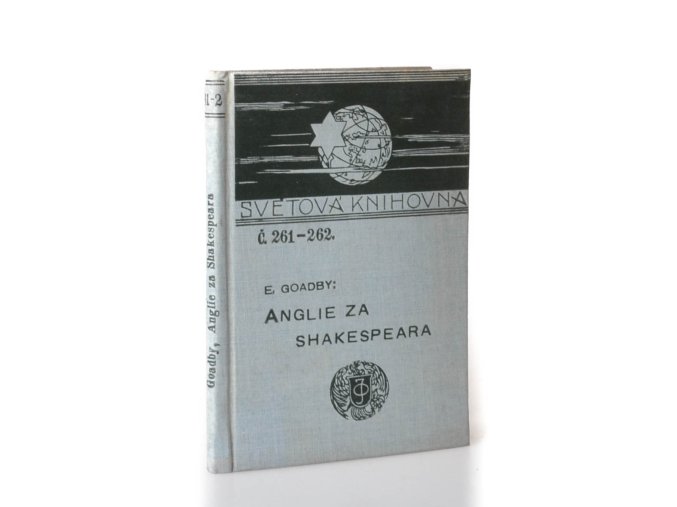 SVĚTOVÁ KNIHOVNA
Č. 261-262.
E. GOADBY:
ANGLIE ZA
SHAKESPEARA
Goadby, Anglie za Shakespeara